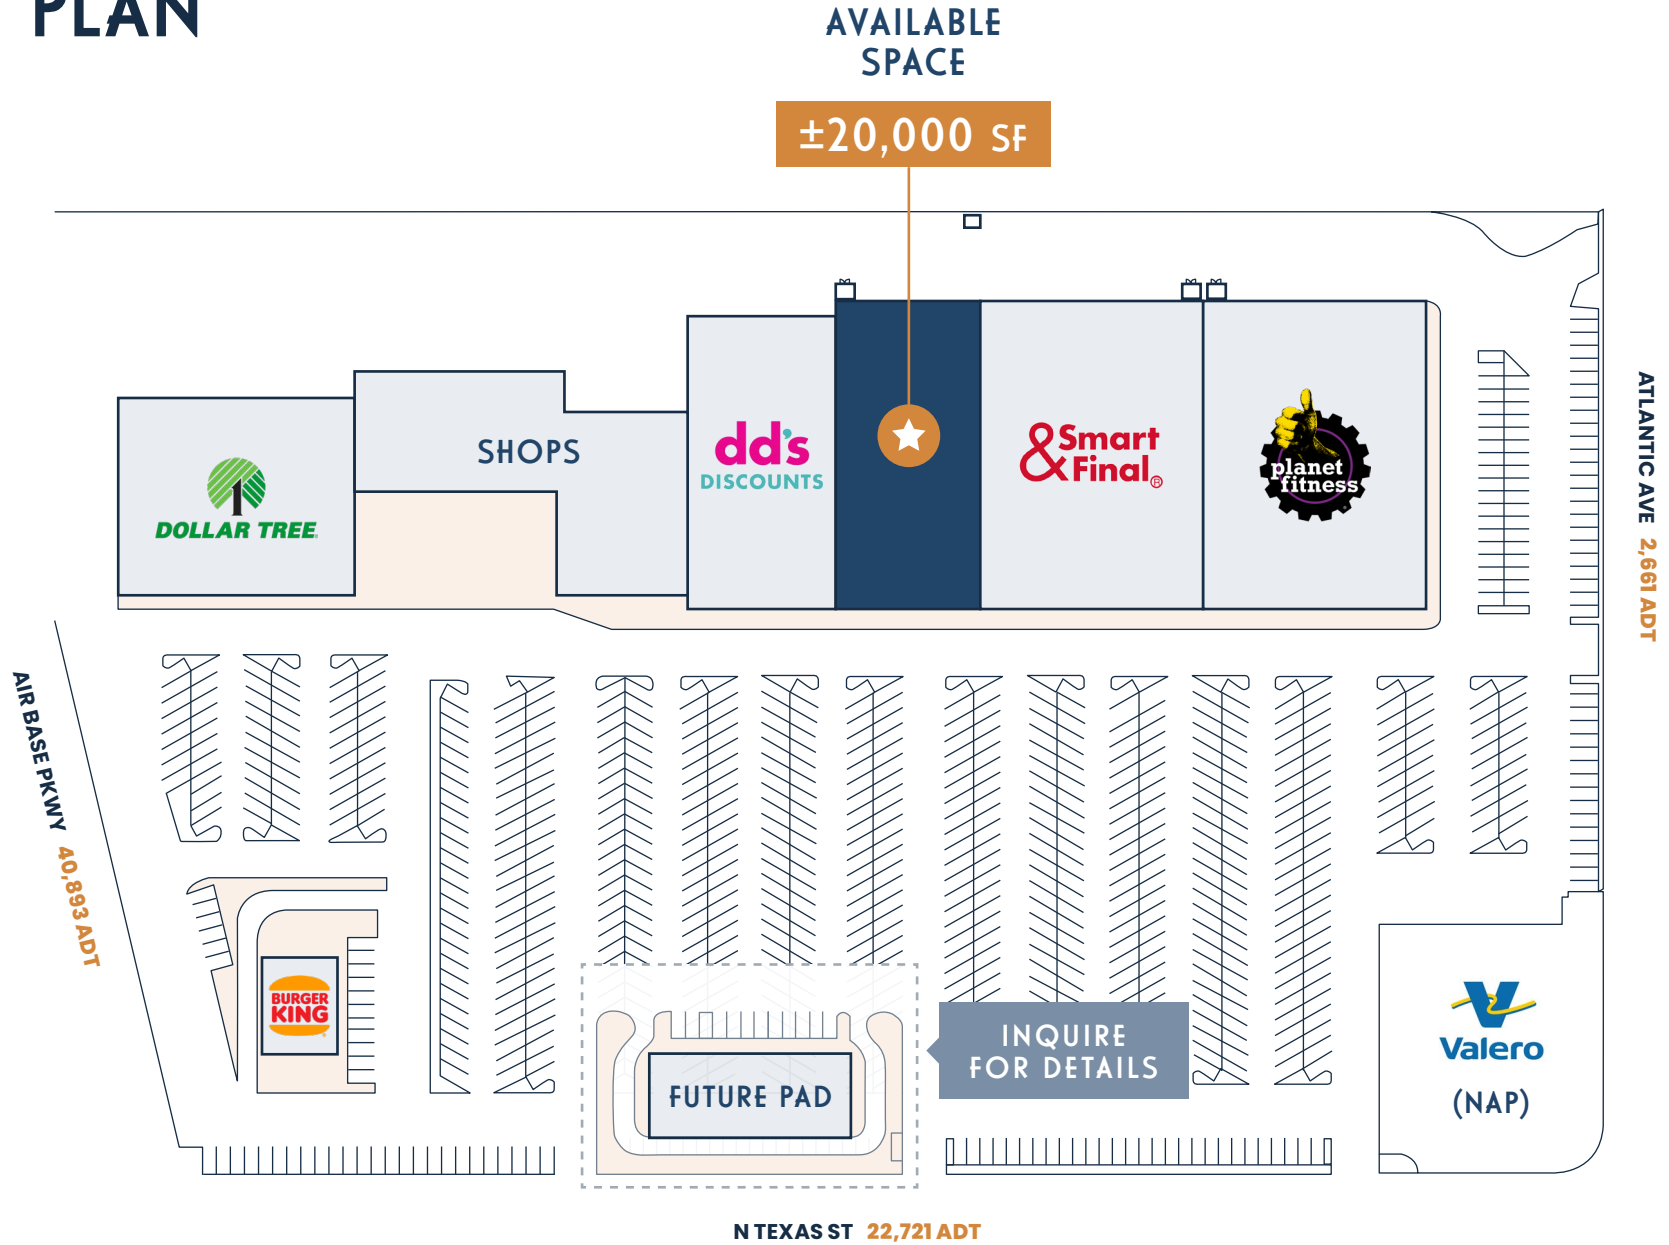 PLAN
AVAILABLE
SPACE
±20,000 SF
SHOPS
DOLLAR TREE
dd's
DISCOUNTS
&Smart
Final®
planet
fitness
ATLANTIC AVE 2,661 ADT
AIR BASE PKWY 40,893 ADT
BURGER
KING
FUTURE PAD
INQUIRE
FOR DETAILS
Valero
(NAP)
N TEXAS ST 22,721 ADT